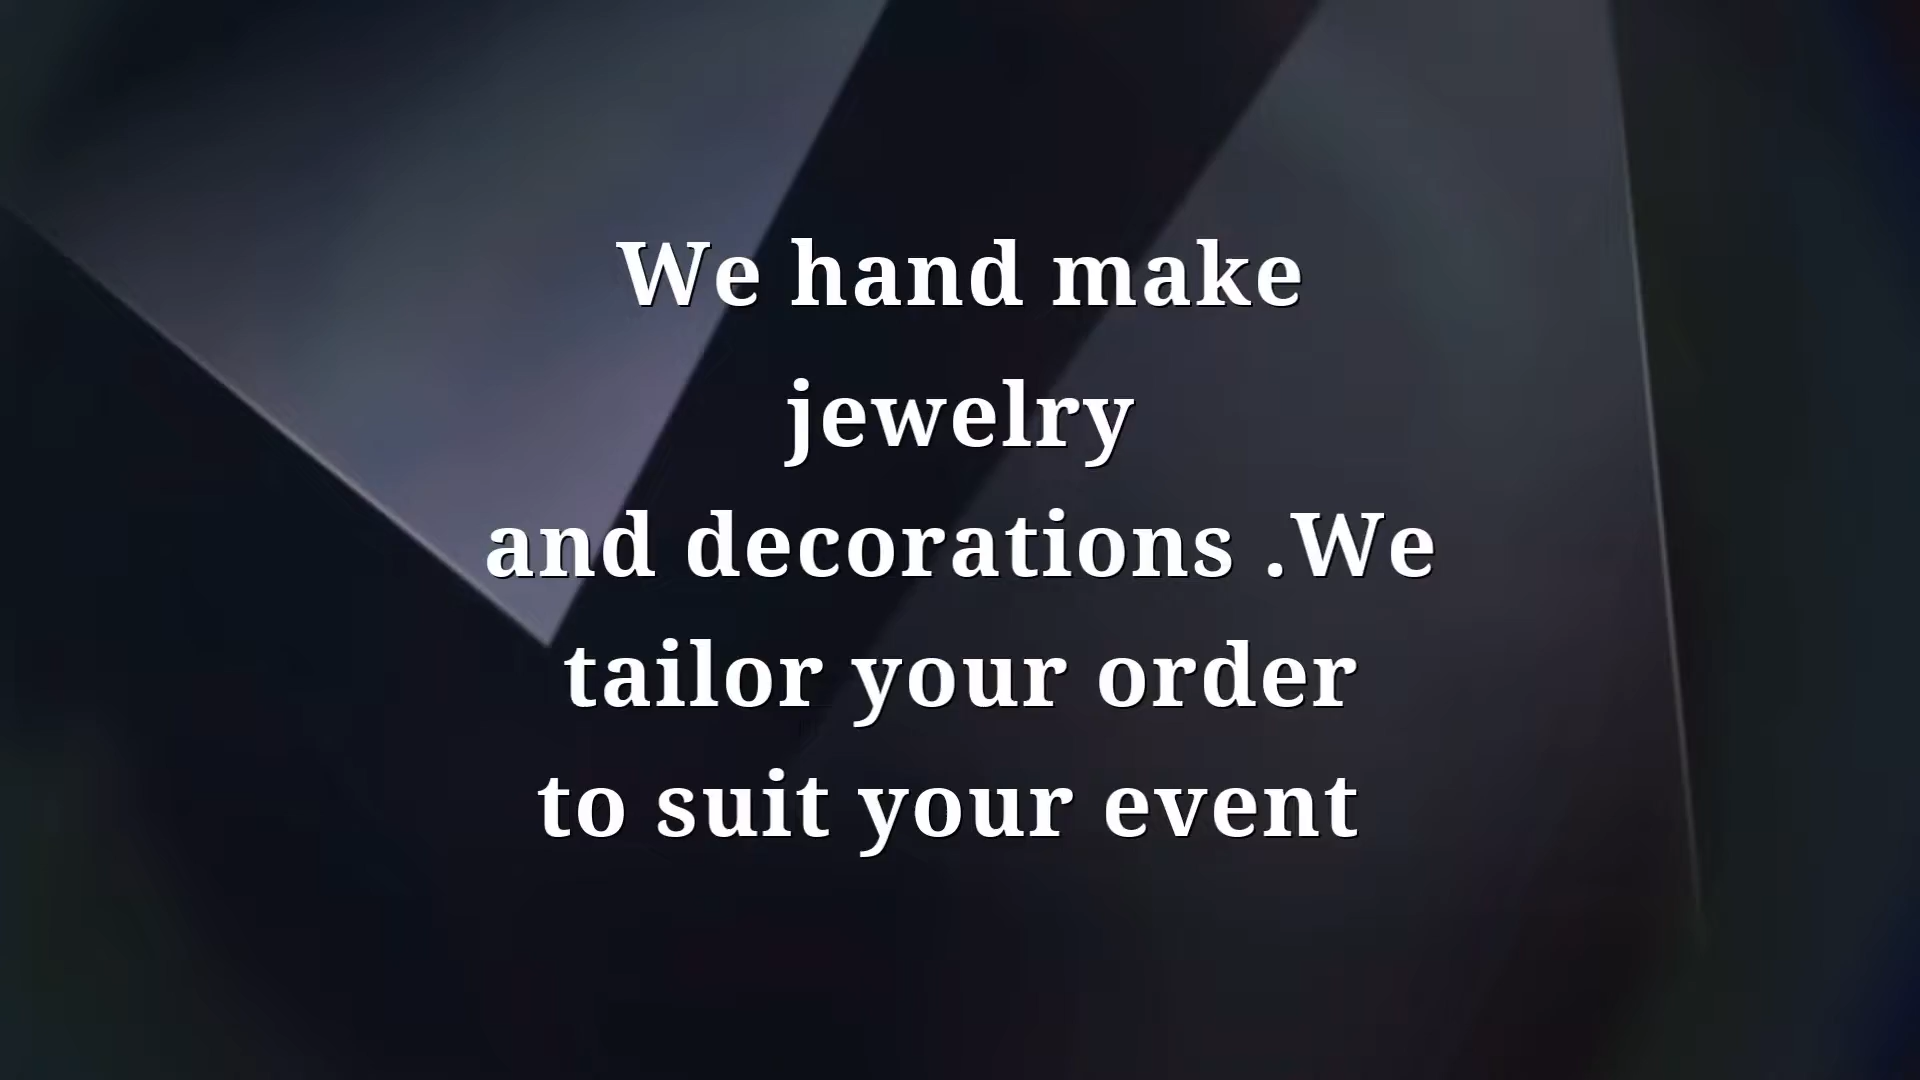 We hand make
jewelry
and decorations .We
tailor your order
to suit your event